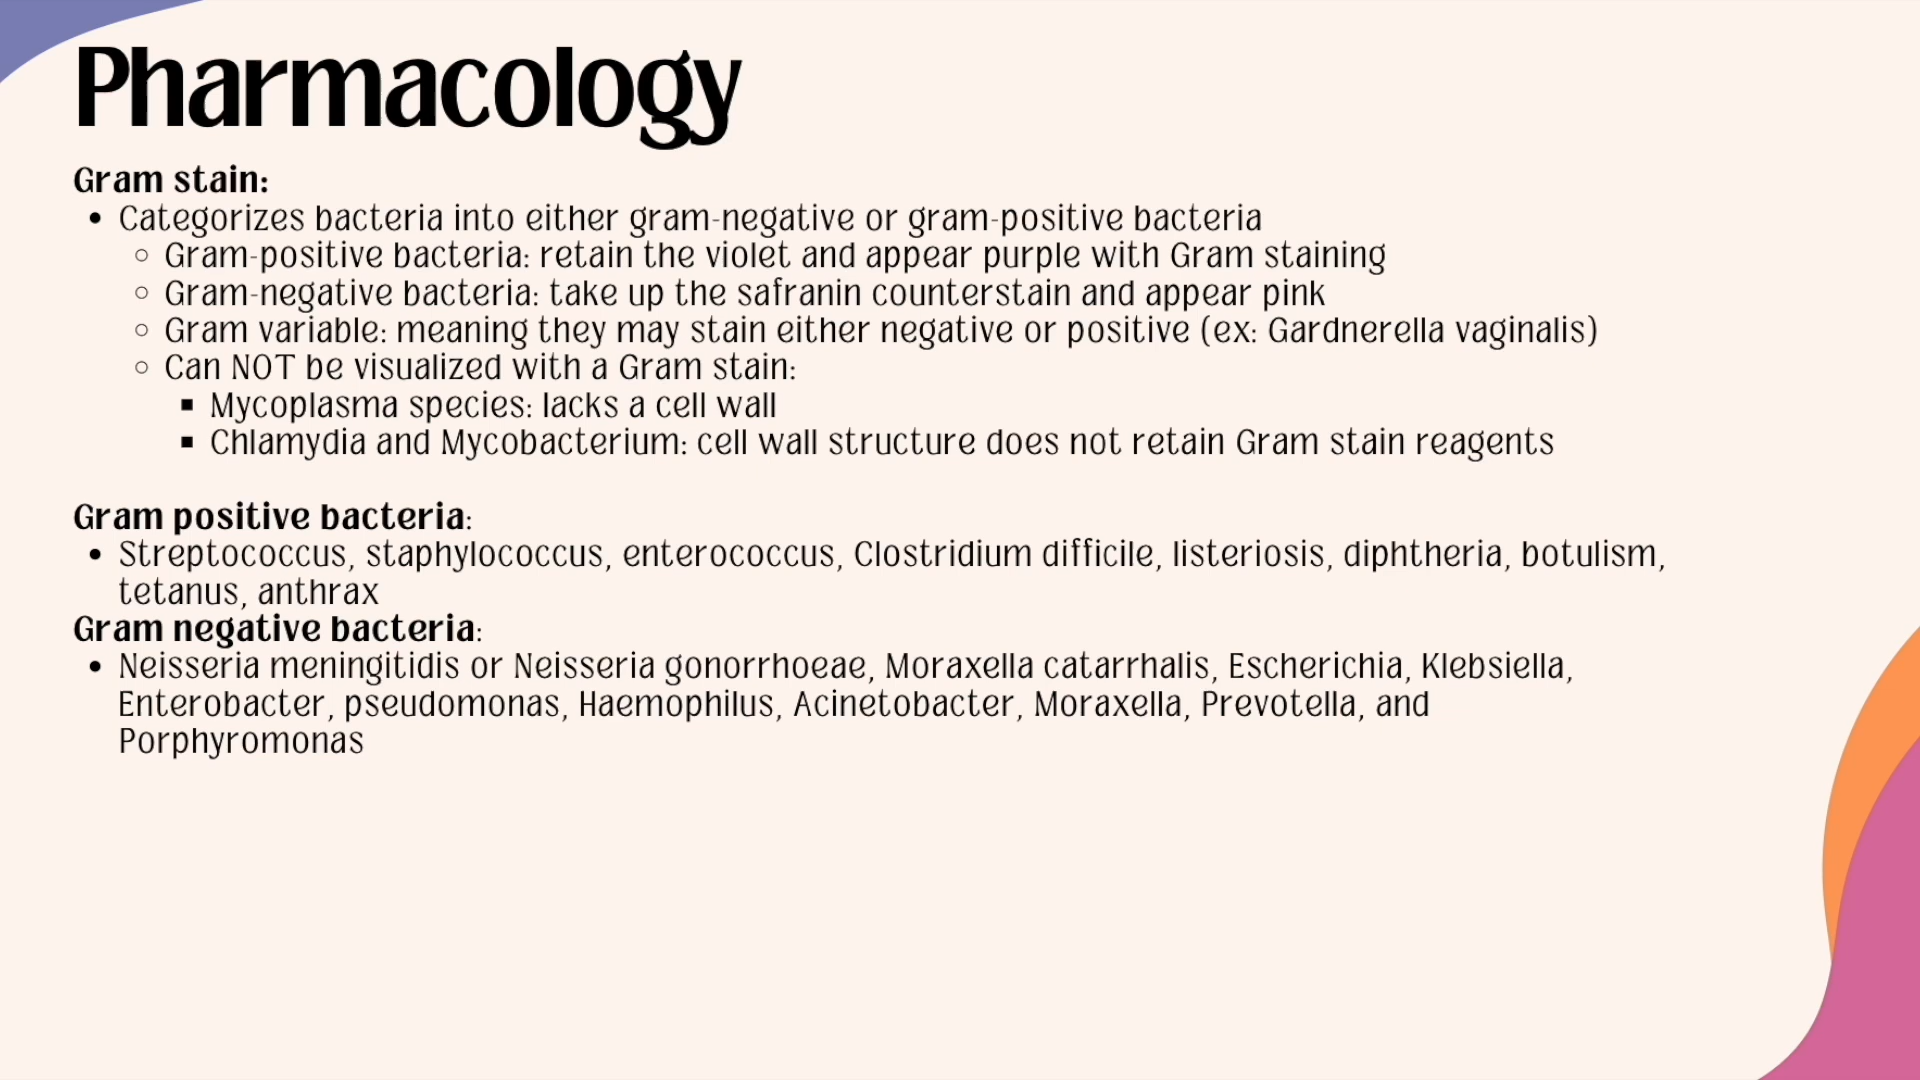 Pharmacology
Gram stain:
• Categorizes bacteria into either gram-negative or gram-positive bacteria
○ Gram-positive bacteria: retain the violet and appear purple with Gram staining
○ Gram-negative bacteria: take up the safranin counterstain and appear pink
○ Gram variable: meaning they may stain either negative or positive (ex: Gardnerella vaginalis)
○ Can NOT be visualized with a Gram stain:
▪ Mycoplasma species: lacks a cell wall
▪ Chlamydia and Mycobacterium: cell wall structure does not retain Gram stain reagents
Gram positive bacteria:
• Streptococcus, staphylococcus, enterococcus, Clostridium difficile, listeriosis, diphtheria, botulism,
tetanus, anthrax
Gram negative bacteria:
• Neisseria meningitidis or Neisseria gonorrhoeae, Moraxella catarrhalis, Escherichia, Klebsiella,
Enterobacter, pseudomonas, Haemophilus, Acinetobacter, Moraxella, Prevotella, and
Porphyromonas